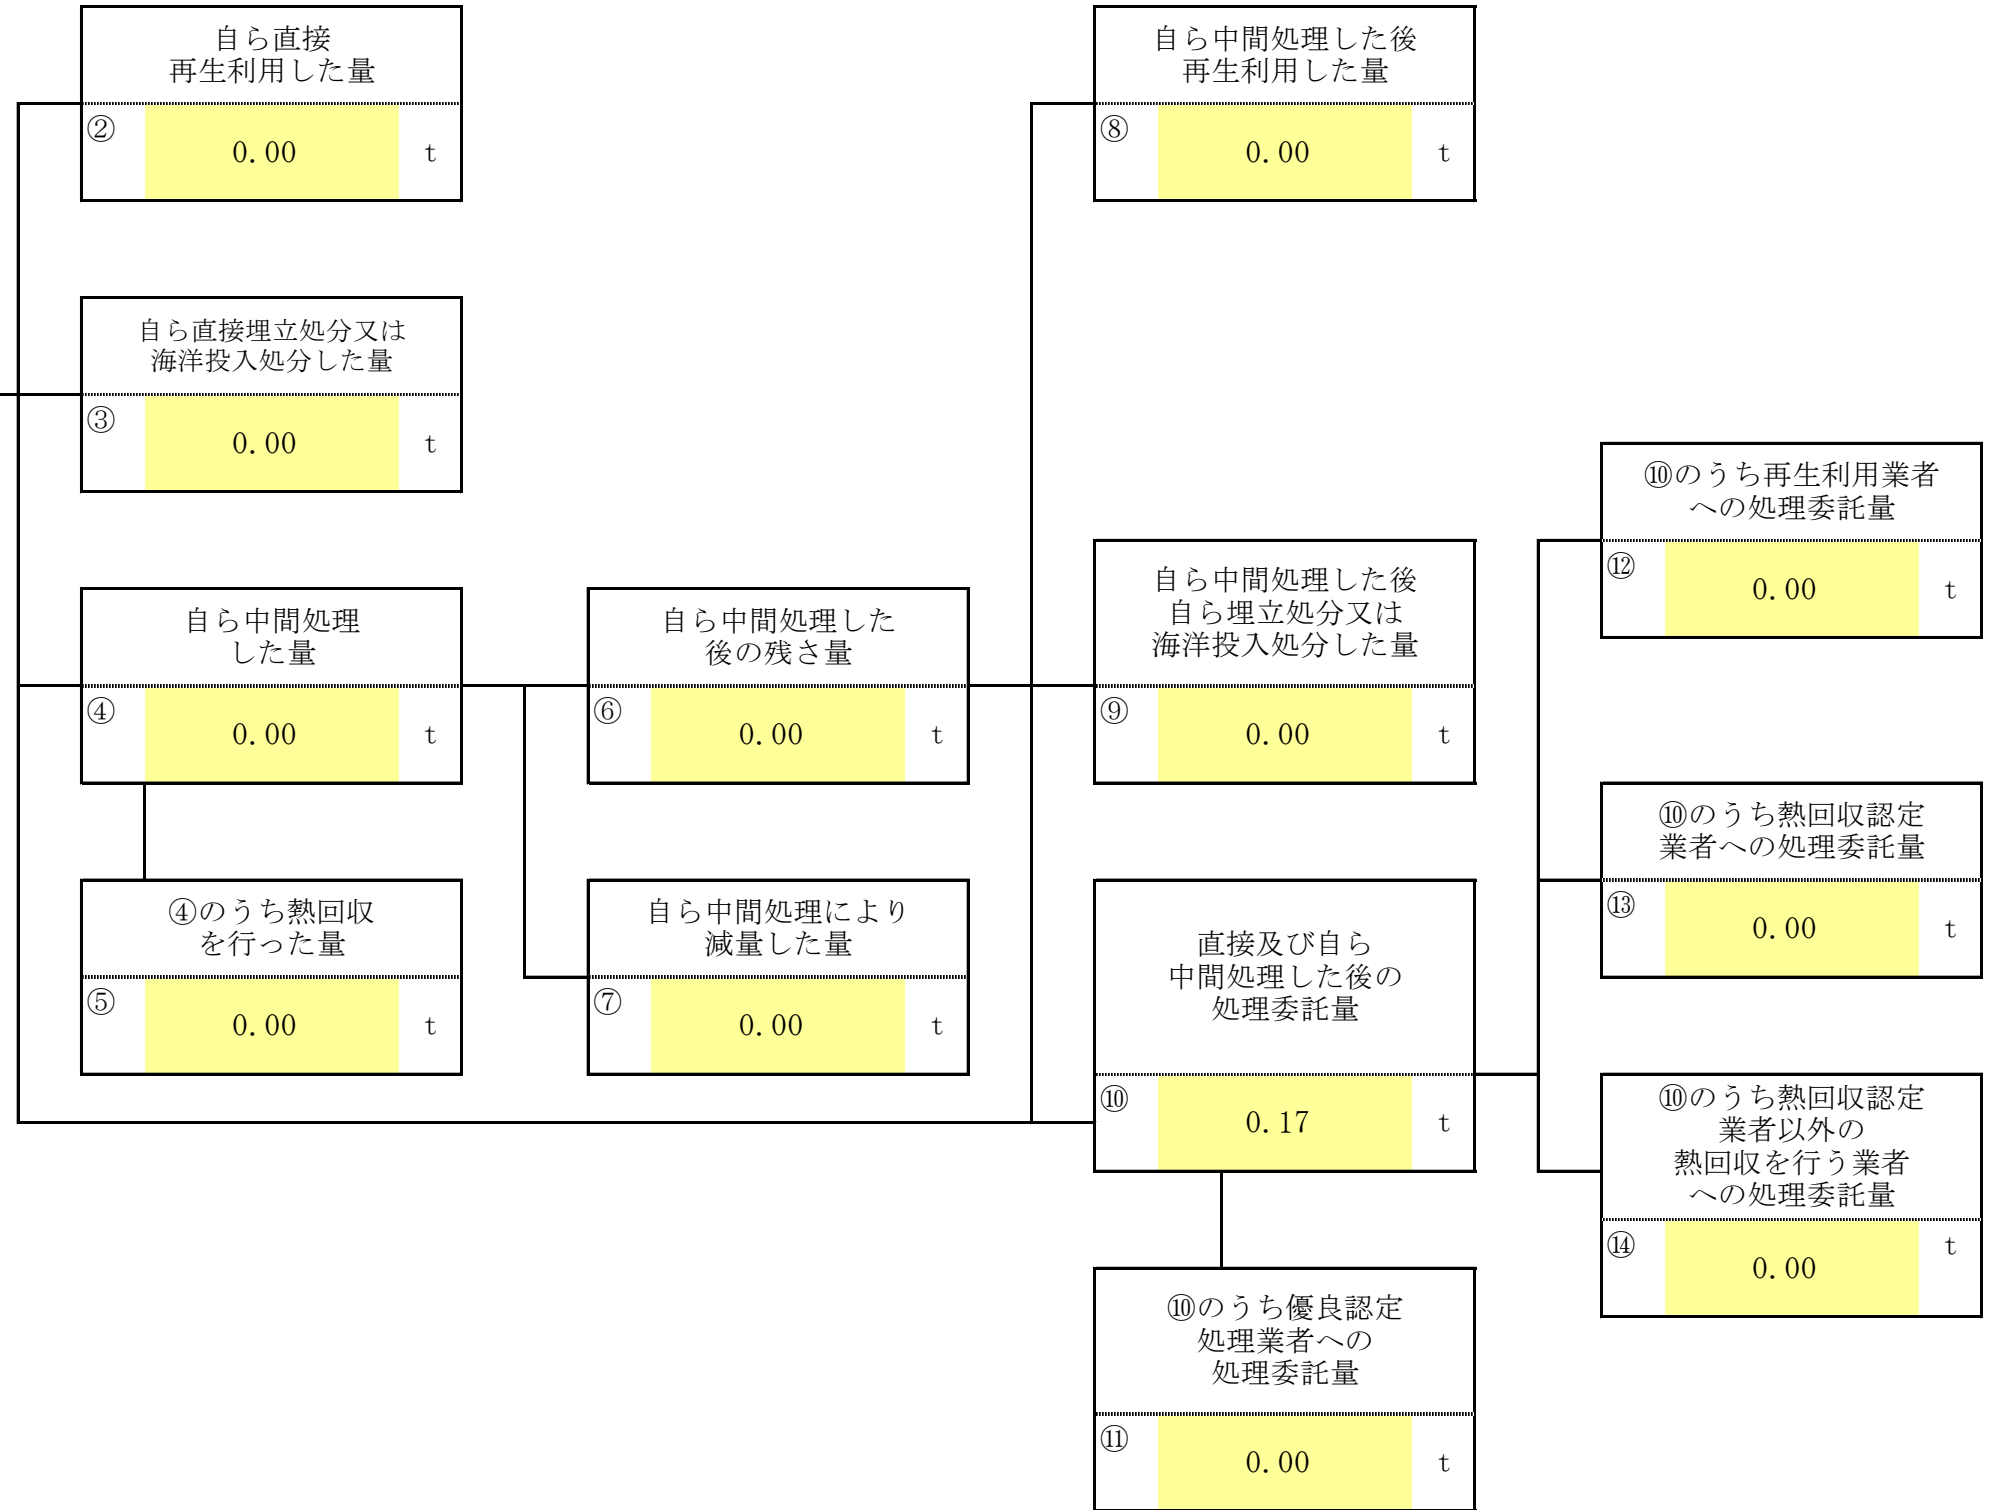 自ら直接
再生利用した量
② 0.00 t
自ら中間処理した後
再生利用した量
⑧ 0.00 t
自ら直接埋立処分又は
海洋投入処分した量
③ 0.00 t
⑩のうち再生利用業者
への処理委託量
⑫ 0.00 t
自ら中間処理
した量
④ 0.00 t
自ら中間処理した
後の残さ量
⑥ 0.00 t
自ら中間処理した後
自ら埋立処分又は
海洋投入処分した量
⑨ 0.00 t
⑩のうち熱回収認定
業者への処理委託量
⑬ 0.00 t
④のうち熱回収
を行った量
⑤ 0.00 t
自ら中間処理により
減量した量
⑦ 0.00 t
直接及び自ら
中間処理した後の
処理委託量
⑩ 0.17 t
⑩のうち熱回収認定
業者以外の
熱回収を行う業者
への処理委託量
⑭ 0.00 t
⑩のうち優良認定
処理業者への
処理委託量
⑪ 0.00 t